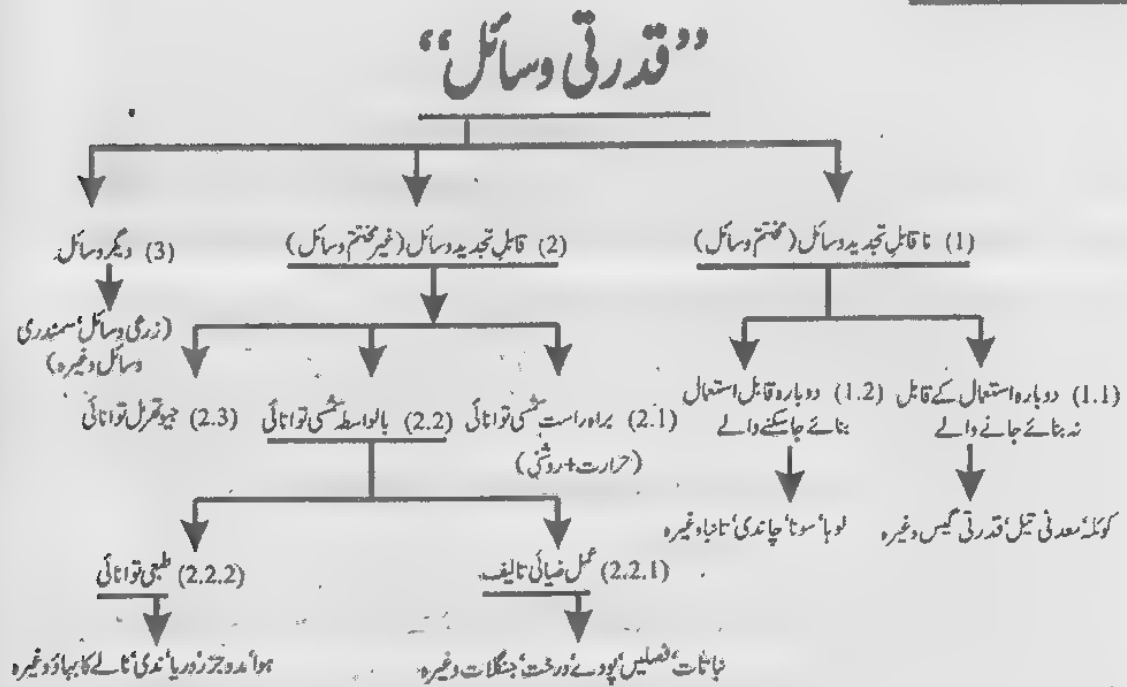 ”قدرتی وسائل“
(1) ناقابل تجدید وسائل (مختتم وسائل)
(2) قابل تجدید وسائل (غیر مختتم وسائل)
(3) دیگر وسائل
(زرعی وسائل‘ سمندری
وسائل وغیرہ)
(1.1) دوبارہ استعمال کے قابل
نہ بنائے جانے والے
(1.2) دوبارہ قابل استعمال
بنائے جاسکنے والے
(2.1) براہ راست شمسی توانائی
(حرارت + روشنی)
(2.2) بالواسطہ شمسی توانائی
(2.3) جیوتھرمل توانائی
کوئلہ‘ معدنی تیل‘ قدرتی گیس وغیرہ
لوہا‘ سونا‘ چاندی‘ تانبا وغیرہ
(2.2.1) عمل ضیائی تالیف
(2.2.2) طبعی توانائی
نباتات‘ فصلیں‘ پودے‘ درخت‘ جنگلات وغیرہ
ہوا‘ مدوجزر‘ دریا‘ ندی‘ نالے کا بہاؤ وغیرہ